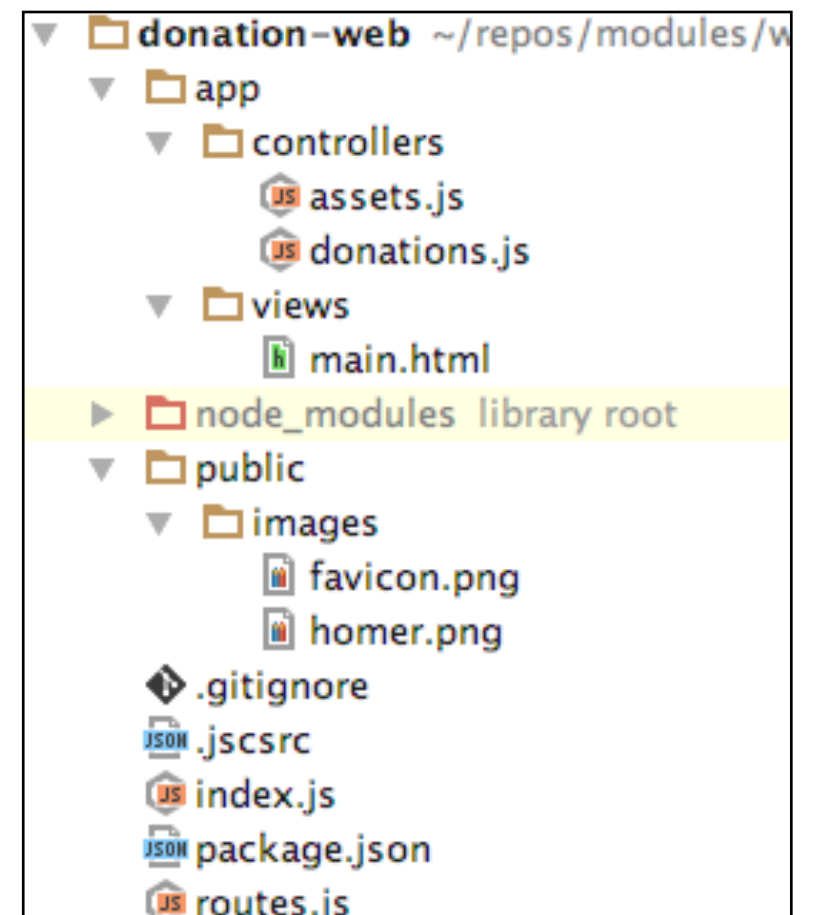 donation-web ~/repos/modules/w
app
controllers
JS assets.js
JS donations.js
views
h main.html
node_modules library root
public
images
favicon.png
homer.png
.gitignore
JSON .jscsrc
JS index.js
JSON package.json
JS routes.js